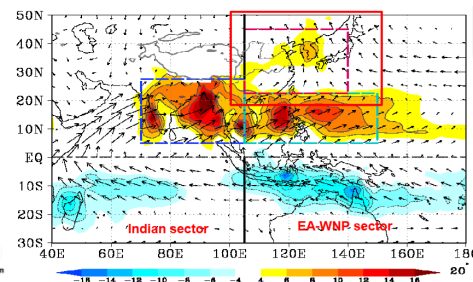 50N
40N
30N
20N
10N
EQ
10S
20S
30S
Indian sector
EA-WNP sector
40E 60E 80E 100E 120E 140E 160E 180
m -16 -14 -12 -10 -8 -6 -4 4 6 8 10 12 14 16 20